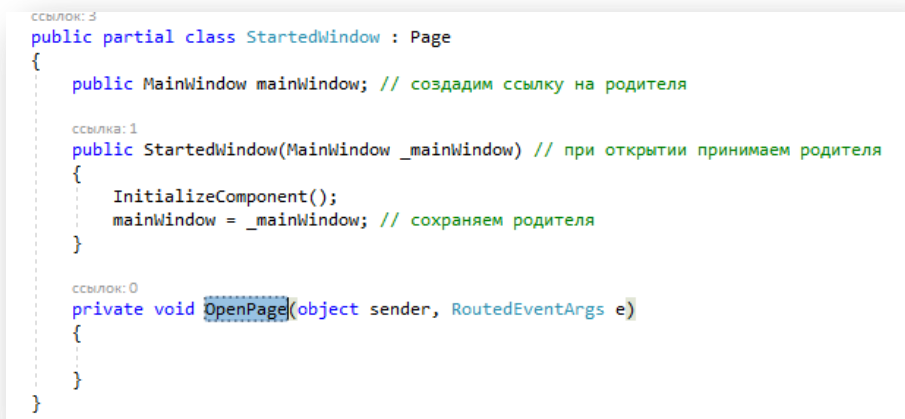 ссылок: 3
public partial class StartedWindow : Page
{
public MainWindow mainWindow; // создадим ссылку на родителя
ссылка: 1
public StartedWindow(MainWindow _mainWindow) // при открытии принимаем родителя
{
InitializeComponent();
mainWindow = _mainWindow; // сохраняем родителя
}
ссылок: 0
private void OpenPage(object sender, RoutedEventArgs e)
{
}
}